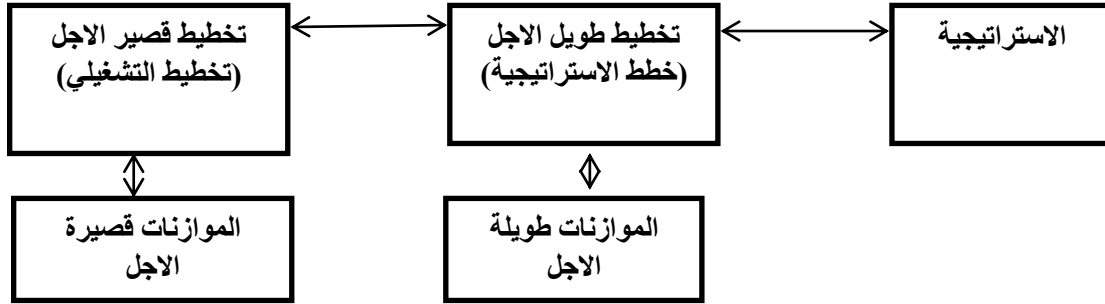 الاستراتيجية
تخطيط طويل الاجل
(خطط الاستراتيجية)
تخطيط قصير الاجل
(تخطيط التشغيلي)
الموازنات طويلة
الاجل
الموازنات قصيرة
الاجل